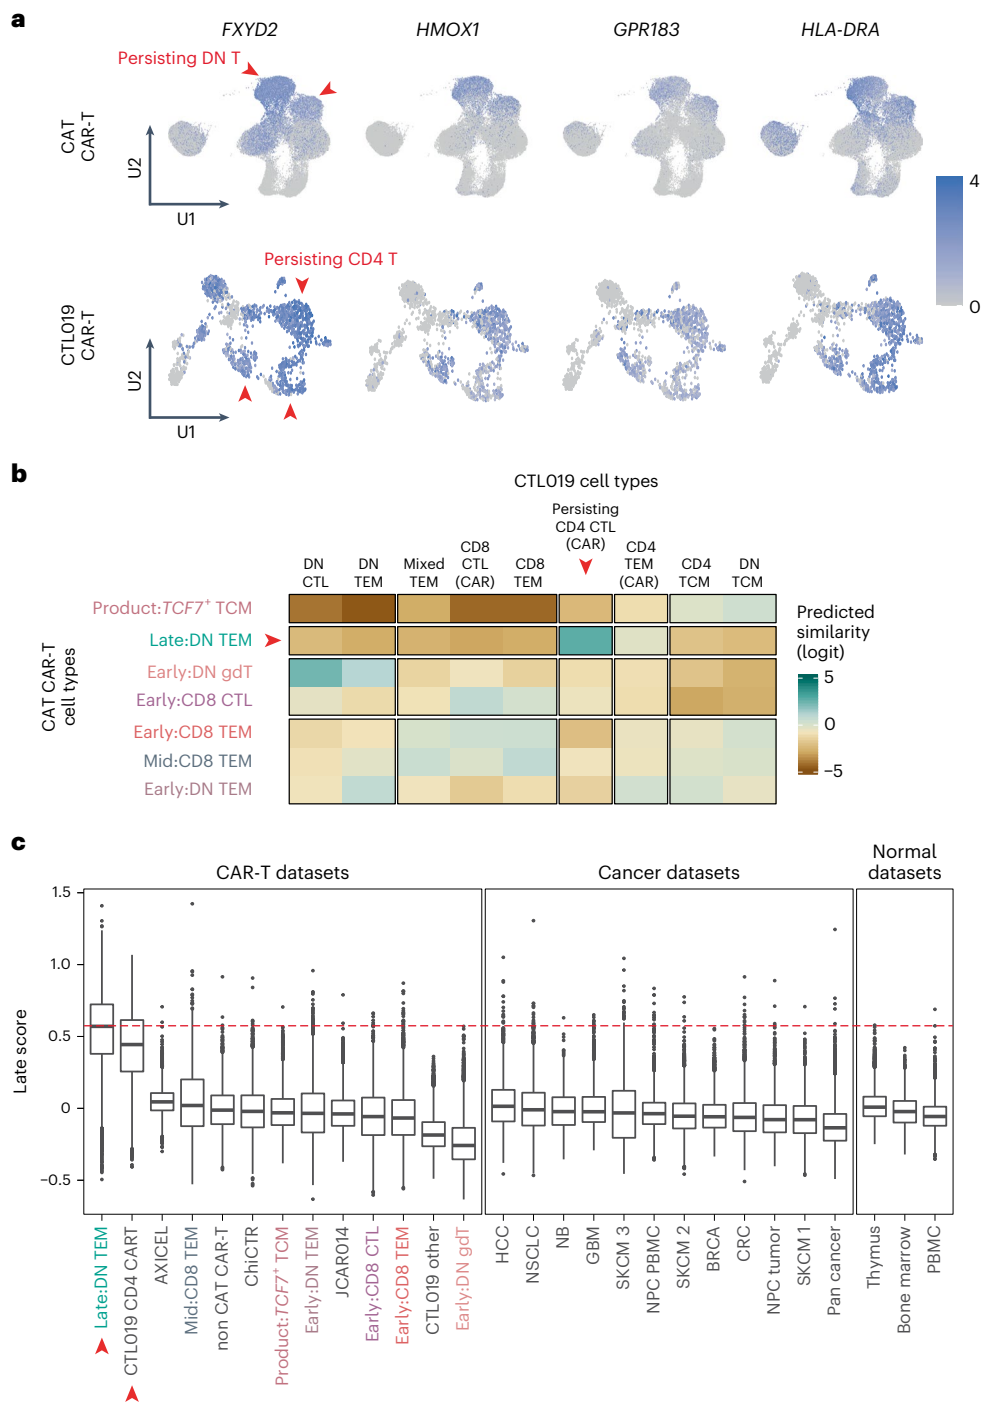 a
FXYD2 HMOX1 GPR183 HLA-DRA
Persisting DN T
CAT
CAR-T
U2
U1
4
0
Persisting CD4 T
CTL019
CAR-T
U2
U1
b
CTL019 cell types
DN
CTL
DN
TEM
Mixed
TEM
CD8
CTL
(CAR)
CD8
TEM
Persisting
CD4 CTL
(CAR)
CD4
TEM
(CAR)
CD4
TCM
DN
TCM
CAT CAR-T
cell types
Product:TCF7+ TCM
Late:DN TEM
Early:DN gdT
Early:CD8 CTL
Early:CD8 TEM
Mid:CD8 TEM
Early:DN TEM
Predicted
similarity
(logit)
5
0
−5
c
CAR-T datasets
Cancer datasets
Normal
datasets
Late score
1.5
1.0
0.5
0
−0.5
Late:DN TEM
CTL019 CD4 CART
AXICEL
Mid:CD8 TEM
non CAT CAR-T
ChiCTR
Product:TCF7+ TCM
Early:DN TEM
JCAR014
Early:CD8 CTL
Early:CD8 TEM
CTL019 other
Early:DN gdT
HCC
NSCLC
NB
GBM
SKCM 3
NPC PBMC
SKCM 2
BRCA
CRC
NPC tumor
SKCM 1
Pan cancer
Thymus
Bone marrow
PBMC